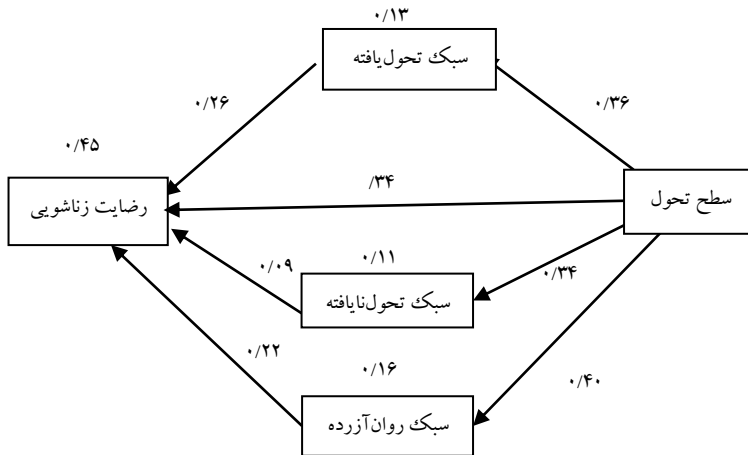 ۰/۱۳
سبک تحول‌یافته
۰/۳۶
۰/۲۶
۰/۴۵
سطح تحول
/۳۴
رضایت زناشویی
۰/۱۱
۰/۰۹
۰/۳۴
سبک تحول‌نایافته
۰/۲۲
۰/۱۶
۰/۴۰
سبک روان‌آزرده